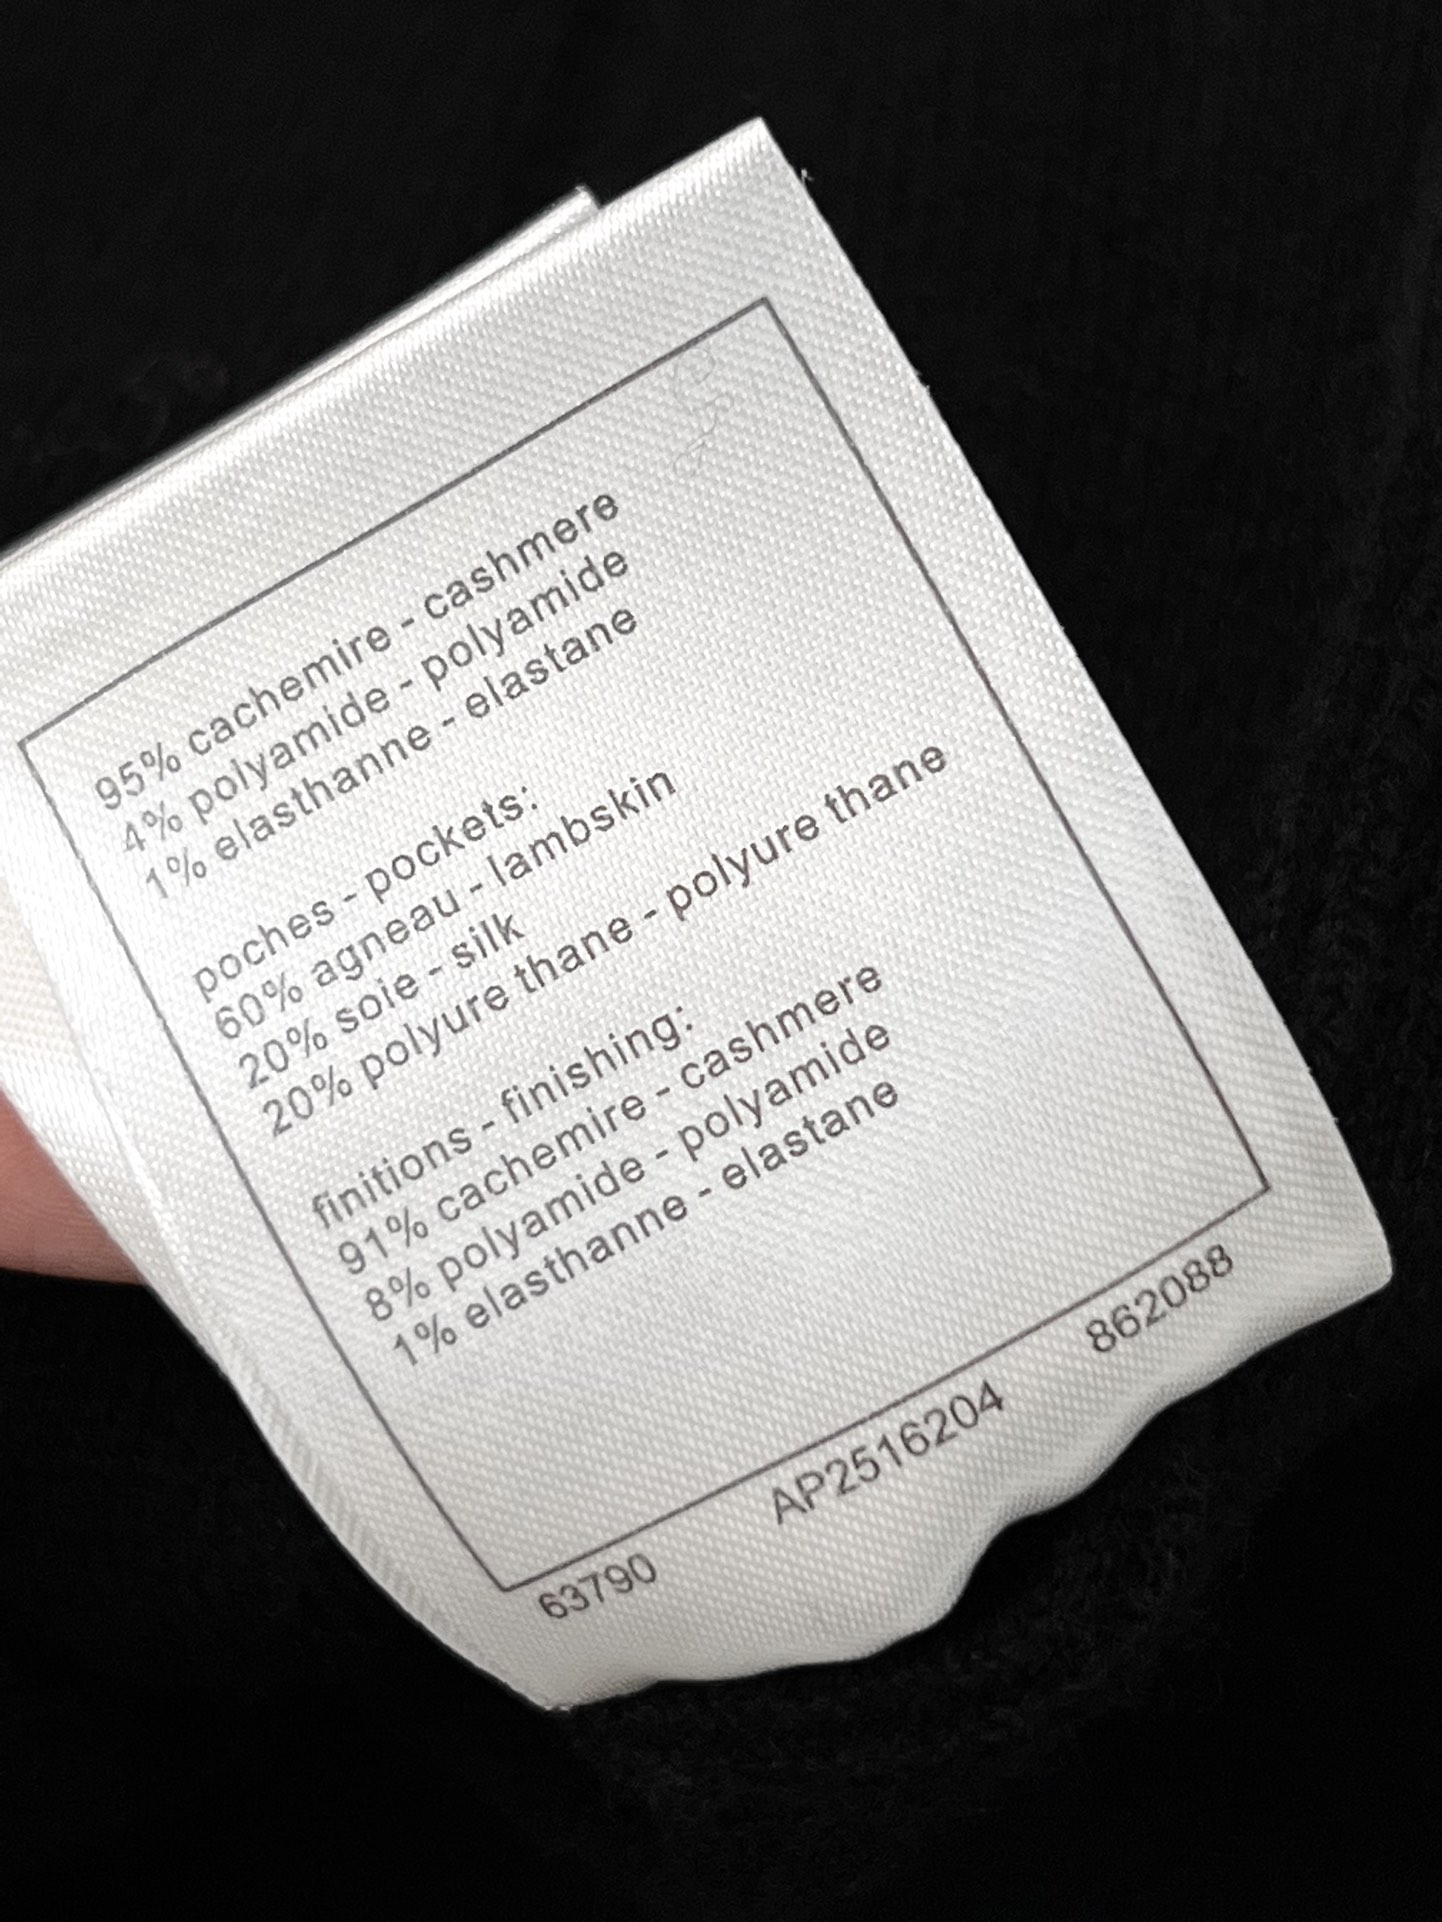 95% cachemire - cashmere
4% polyamide - polyamide
1% elasthanne - elastane
poches - pockets:
60% agneau - lambskin
20% soie - silk
20% polyure thane - polyure thane
finitions - finishing:
91% cachemire - cashmere
8% polyamide - polyamide
1% elasthanne - elastane
63790 AP2516204 862088